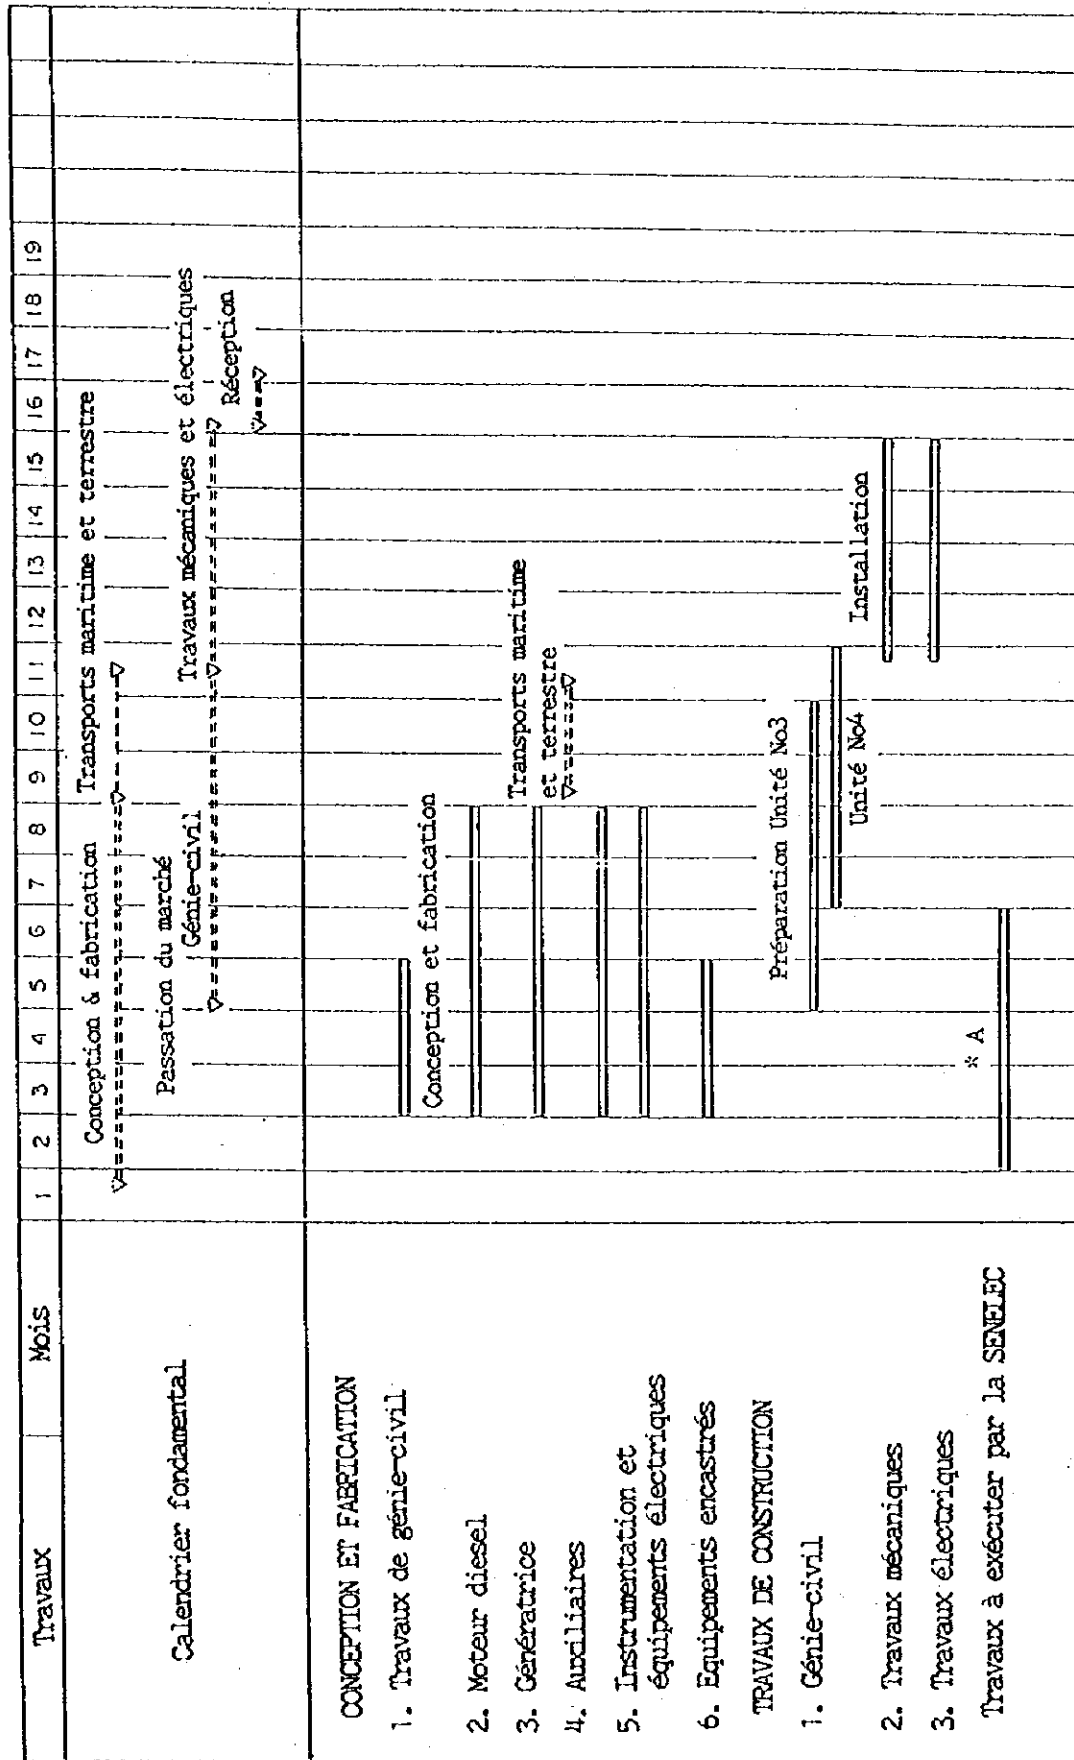 Travaux Mois 1 2 3 4 5 6 7 8 9 10 11 12 13 14 15 16 17 18 19
Conception & fabrication Transports maritime et terrestre
Calendrier fondamental
Passation du marché
Génie-civil Travaux mécaniques et électriques
Réception
CONCEPTION ET FABRICATION
1. Travaux de génie-civil
Conception et fabrication
2. Moteur diesel
Transports maritime
3. Génératrice
et terrestre
4. Auxiliaires
5. Instrumentation et
équipements électriques
6. Equipements encastrés
TRAVAUX DE CONSTRUCTION
Préparation Unité No3
1. Génie-civil
Unité No4
Installation
2. Travaux mécaniques
3. Travaux électriques
* A
Travaux à exécuter par la SENELEC